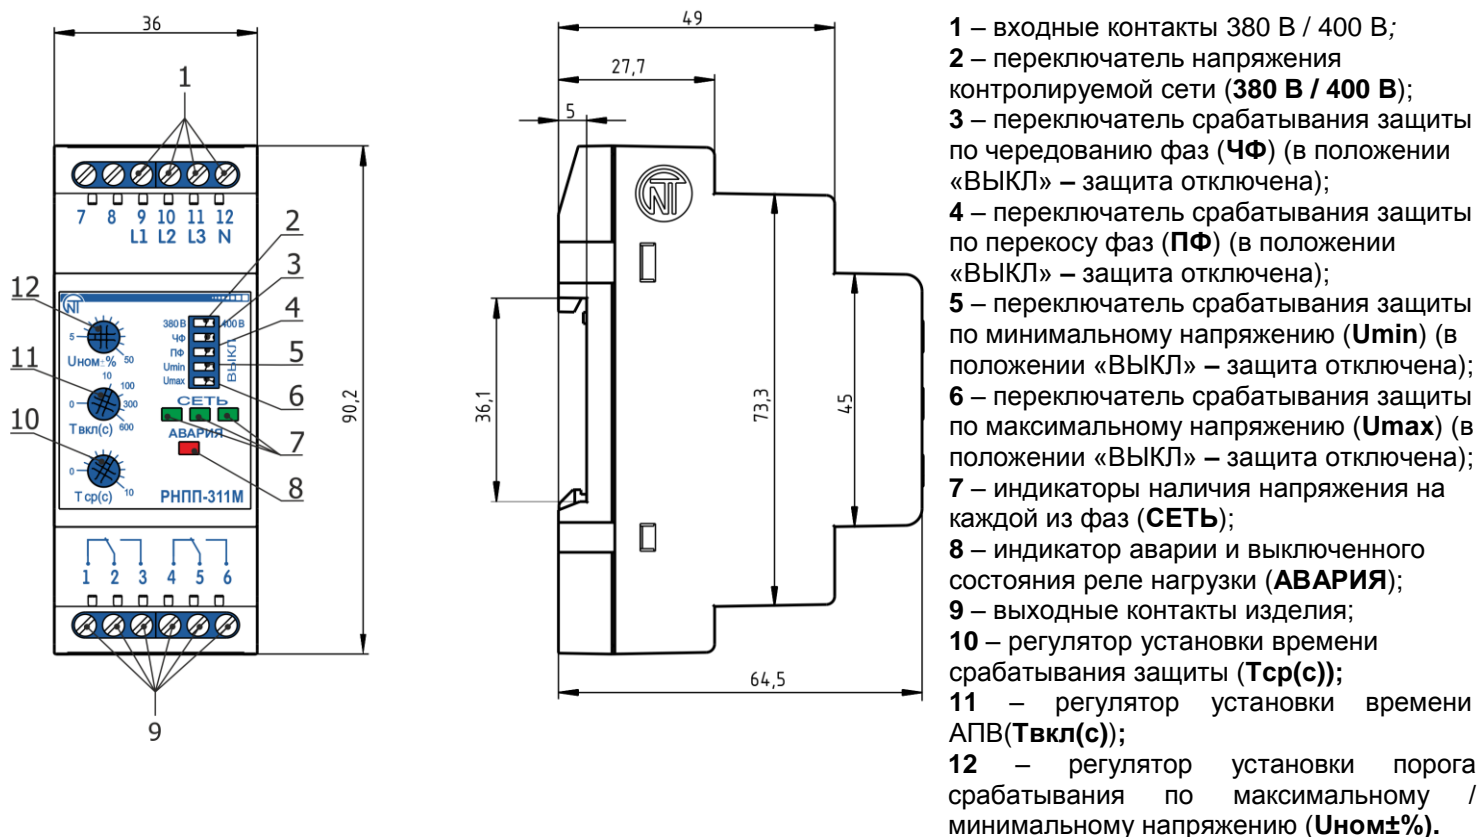 36
1
7 8 9 10 11 12
L1 L2 L3 N
2
3
4
5
6
7
8
12
11
10
NT
380 В 400 В
ЧФ
ПФ
Umin
Umax
ВЫКЛ
5
50
Uном±%
10
100
0
300
600
Т вкл(с)
СЕТЬ
АВАРИЯ
0
10
Т ср(с)
РНПП-311М
1 2 3 4 5 6
9
90,2
49
27,7
5
NT
36,1
73,3
45
64,5
1 – входные контакты 380 В / 400 В;
2 – переключатель напряжения
контролируемой сети (380 В / 400 В);
3 – переключатель срабатывания защиты
по чередованию фаз (ЧФ) (в положении
«ВЫКЛ» – защита отключена);
4 – переключатель срабатывания защиты
по перекосу фаз (ПФ) (в положении
«ВЫКЛ» – защита отключена);
5 – переключатель срабатывания защиты
по минимальному напряжению (Umin) (в
положении «ВЫКЛ» – защита отключена);
6 – переключатель срабатывания защиты
по максимальному напряжению (Umax) (в
положении «ВЫКЛ» – защита отключена);
7 – индикаторы наличия напряжения на
каждой из фаз (СЕТЬ);
8 – индикатор аварии и выключенного
состояния реле нагрузки (АВАРИЯ);
9 – выходные контакты изделия;
10 – регулятор установки времени
срабатывания защиты (Тср(с));
11 – регулятор установки времени
АПВ(Твкл(с));
12 – регулятор установки порога
срабатывания по максимальному /
минимальному напряжению (Uном±%).